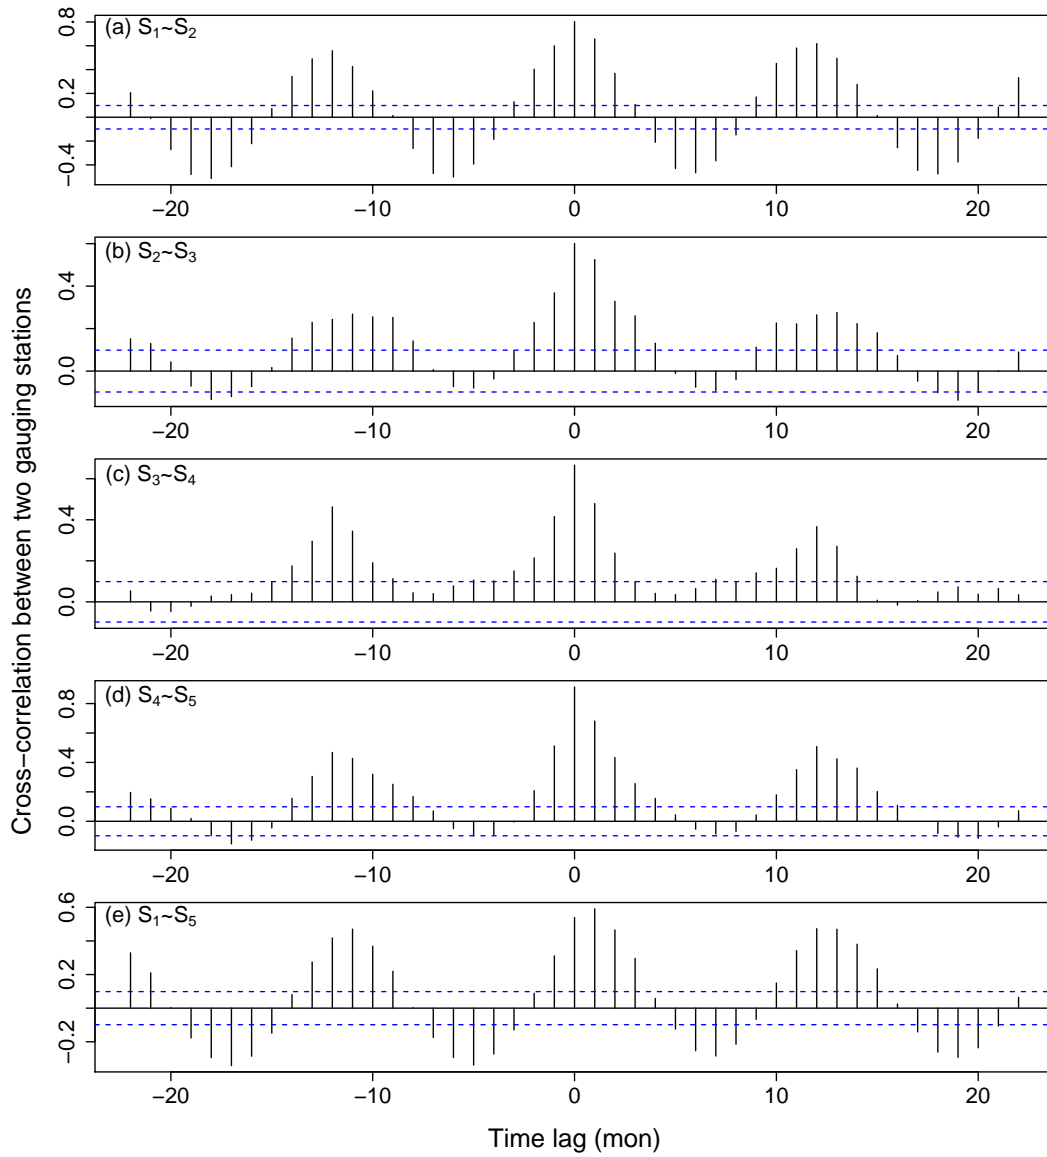 Cross−correlation between two gauging stations
(a) S₁~S₂
0.8
0.2
−0.4
−20 −10 0 10 20
(b) S₂~S₃
0.4
0.0
−20 −10 0 10 20
(c) S₃~S₄
0.4
0.0
−20 −10 0 10 20
(d) S₄~S₅
0.8
0.4
0.0
−20 −10 0 10 20
(e) S₁~S₅
0.6
0.2
−0.2
−20 −10 0 10 20
Time lag (mon)